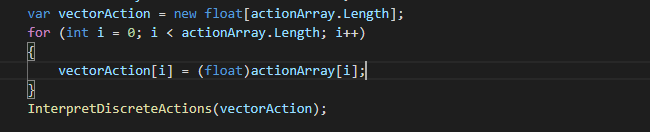 var vectorAction = new float[actionArray.Length];
for (int i = 0; i < actionArray.Length; i++)
{
vectorAction[i] = (float)actionArray[i];
}
InterpretDiscreteActions(vectorAction);